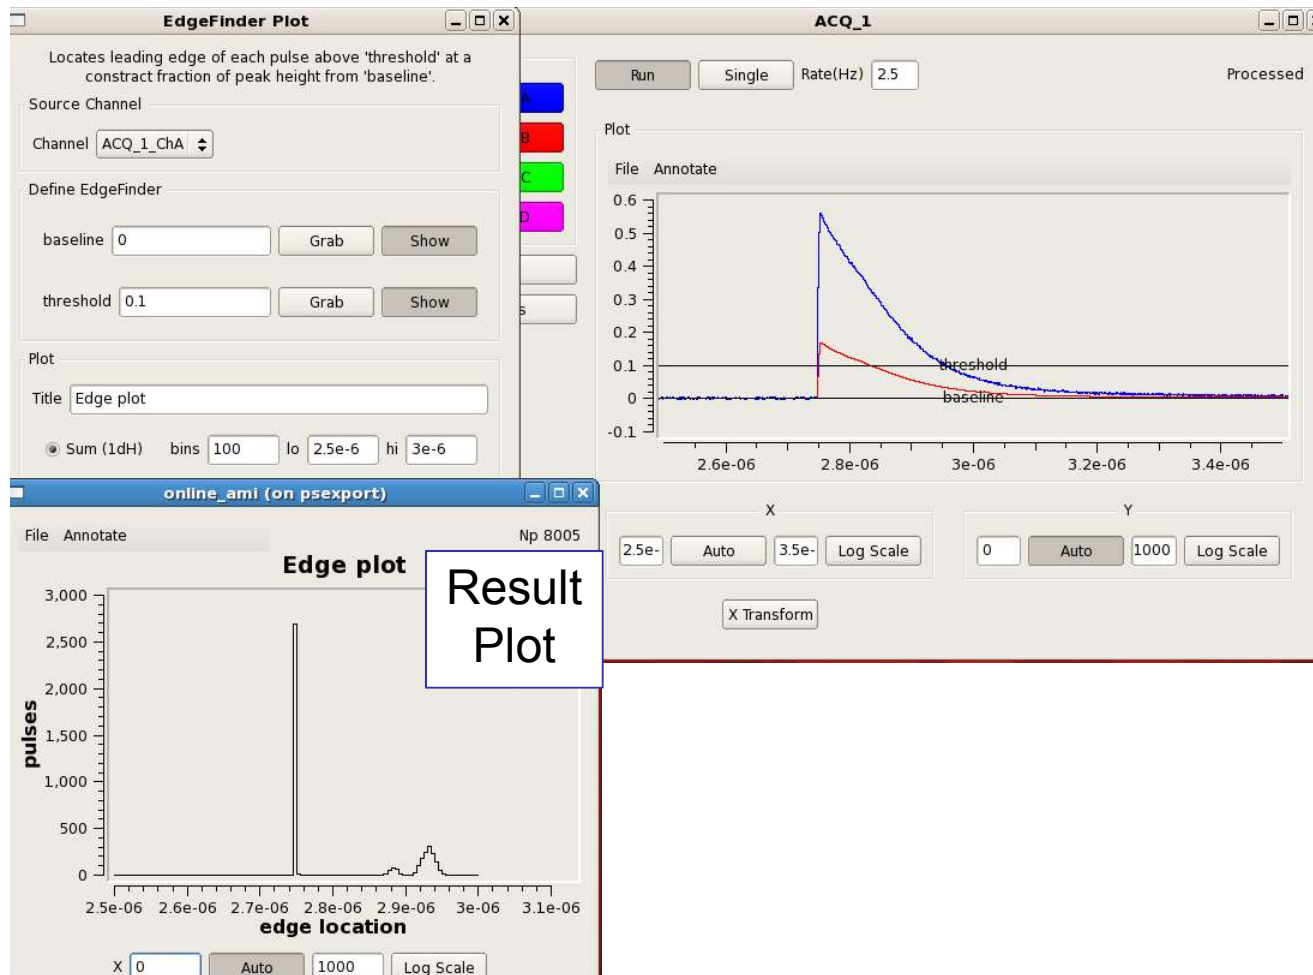 EdgeFinder Plot
Locates leading edge of each pulse above 'threshold' at a
constract fraction of peak height from 'baseline'.
Source Channel
Channel ACQ_1_ChA
Define EdgeFinder
baseline 0 Grab Show
threshold 0.1 Grab Show
Plot
Title Edge plot
Sum (1dH) bins 100 lo 2.5e-6 hi 3e-6
ACQ_1
A
B
C
D
s
Run Single Rate(Hz) 2.5 Processed
Plot
File Annotate
0.6
0.5
0.4
0.3
0.2
0.1
0
-0.1
threshold
baseline
2.6e-06 2.8e-06 3e-06 3.2e-06 3.4e-06
X
2.5e- Auto 3.5e- Log Scale
Y
0 Auto 1000 Log Scale
X Transform
online_ami (on psexport)
File Annotate Np 8005
Edge plot
Result
Plot
3,000
2,500
2,000
1,500
1,000
500
0
pulses
2.5e-06 2.6e-06 2.7e-06 2.8e-06 2.9e-06 3e-06 3.1e-06
edge location
X 0 Auto 1000 Log Scale